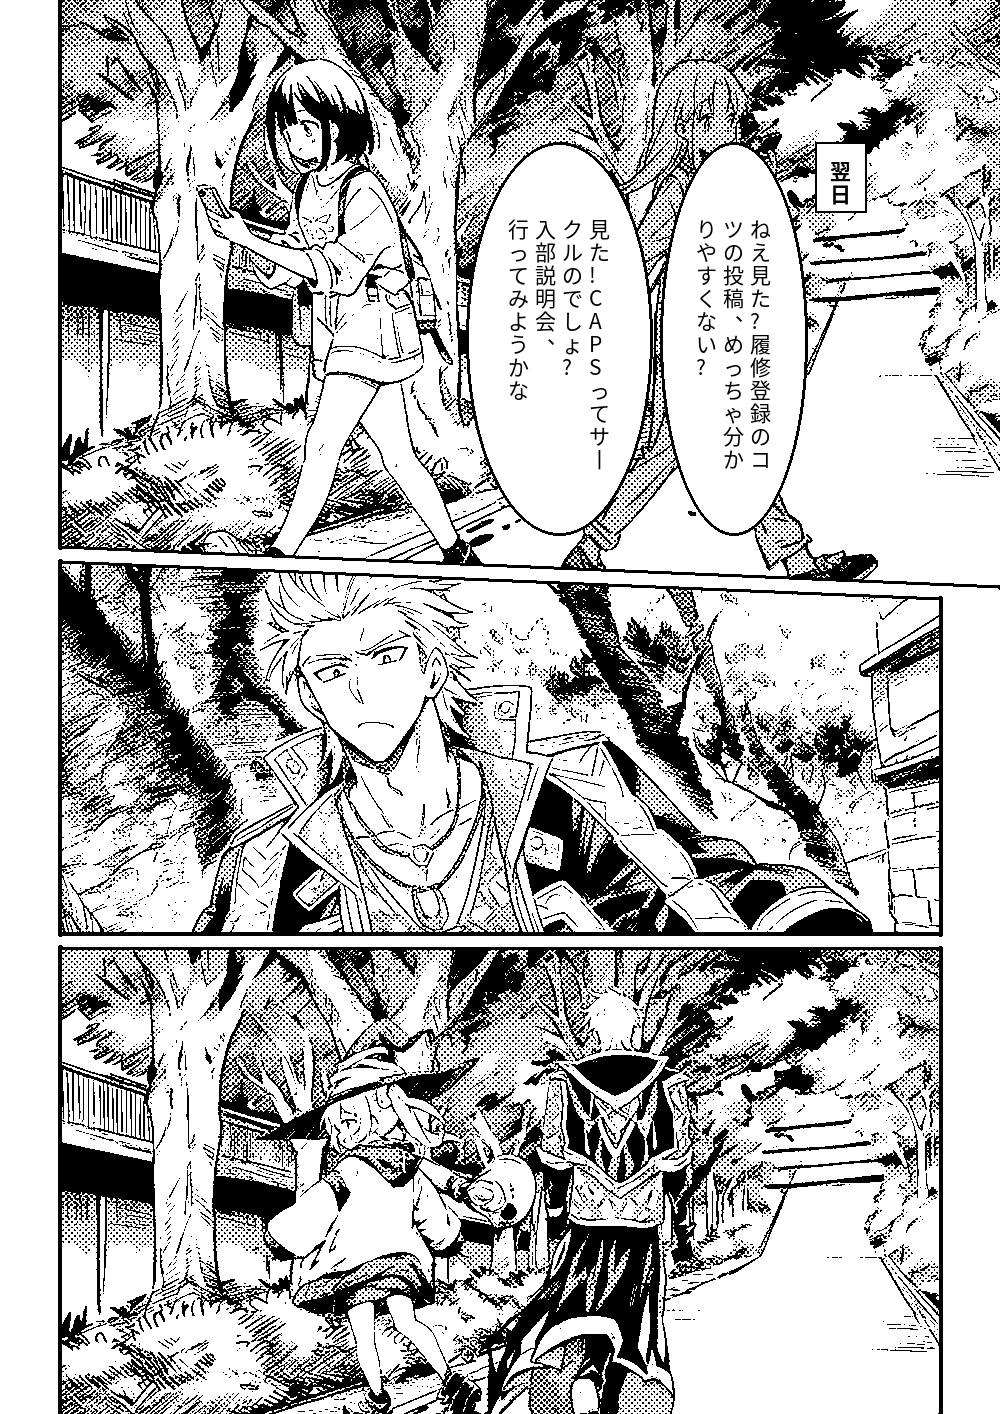 翌日
ねえ見た?履修登録のコ
ツの投稿、めっちゃ分か
りやすくない?
見た!CAPSってサー
クルのでしょ?
入部説明会、
行ってみようかな